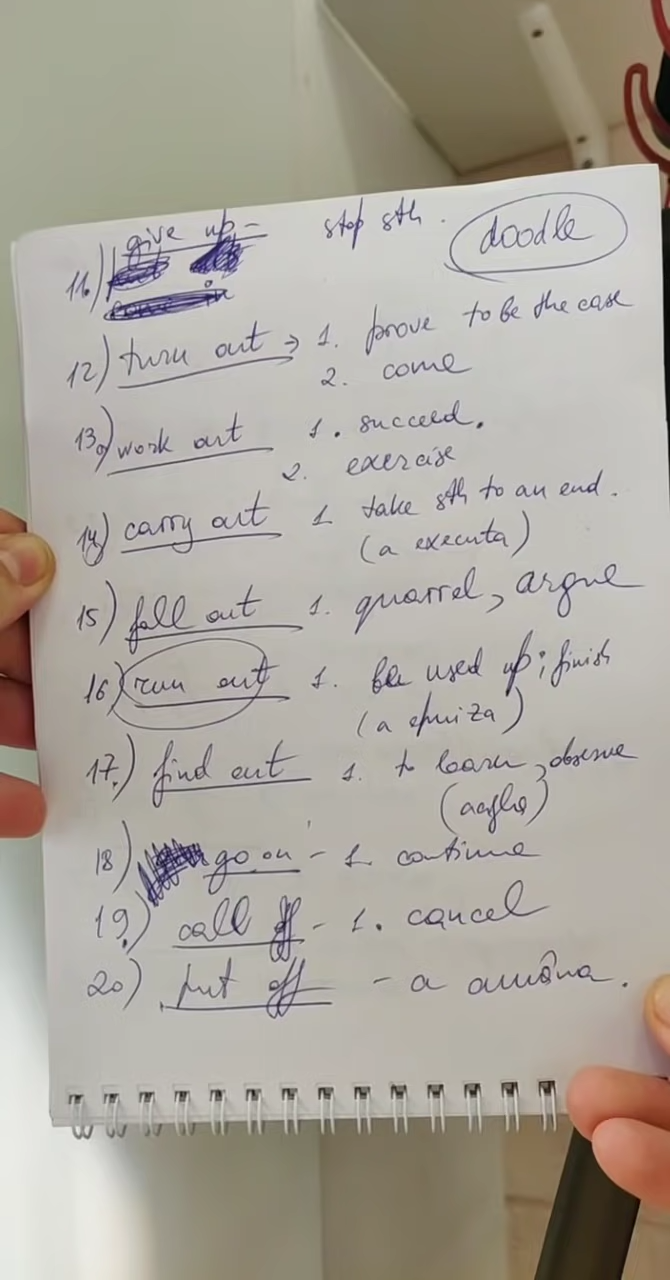 give up - stop sth. doodle
11.)
12) turn out → 1. prove to be the case
2. come
13.) work out 1. succeed.
2. exercise
14) carry out 1 take sth to an end.
(a executa)
15) fall out 1. quarrel, argue
16) run out 1. be used up; finish
(a epuiza)
17.) find out 1. to learn, observe
(a afla)
18) go on - 1. continue
19.) call off - 1. cancel
20) put off - a amâna.